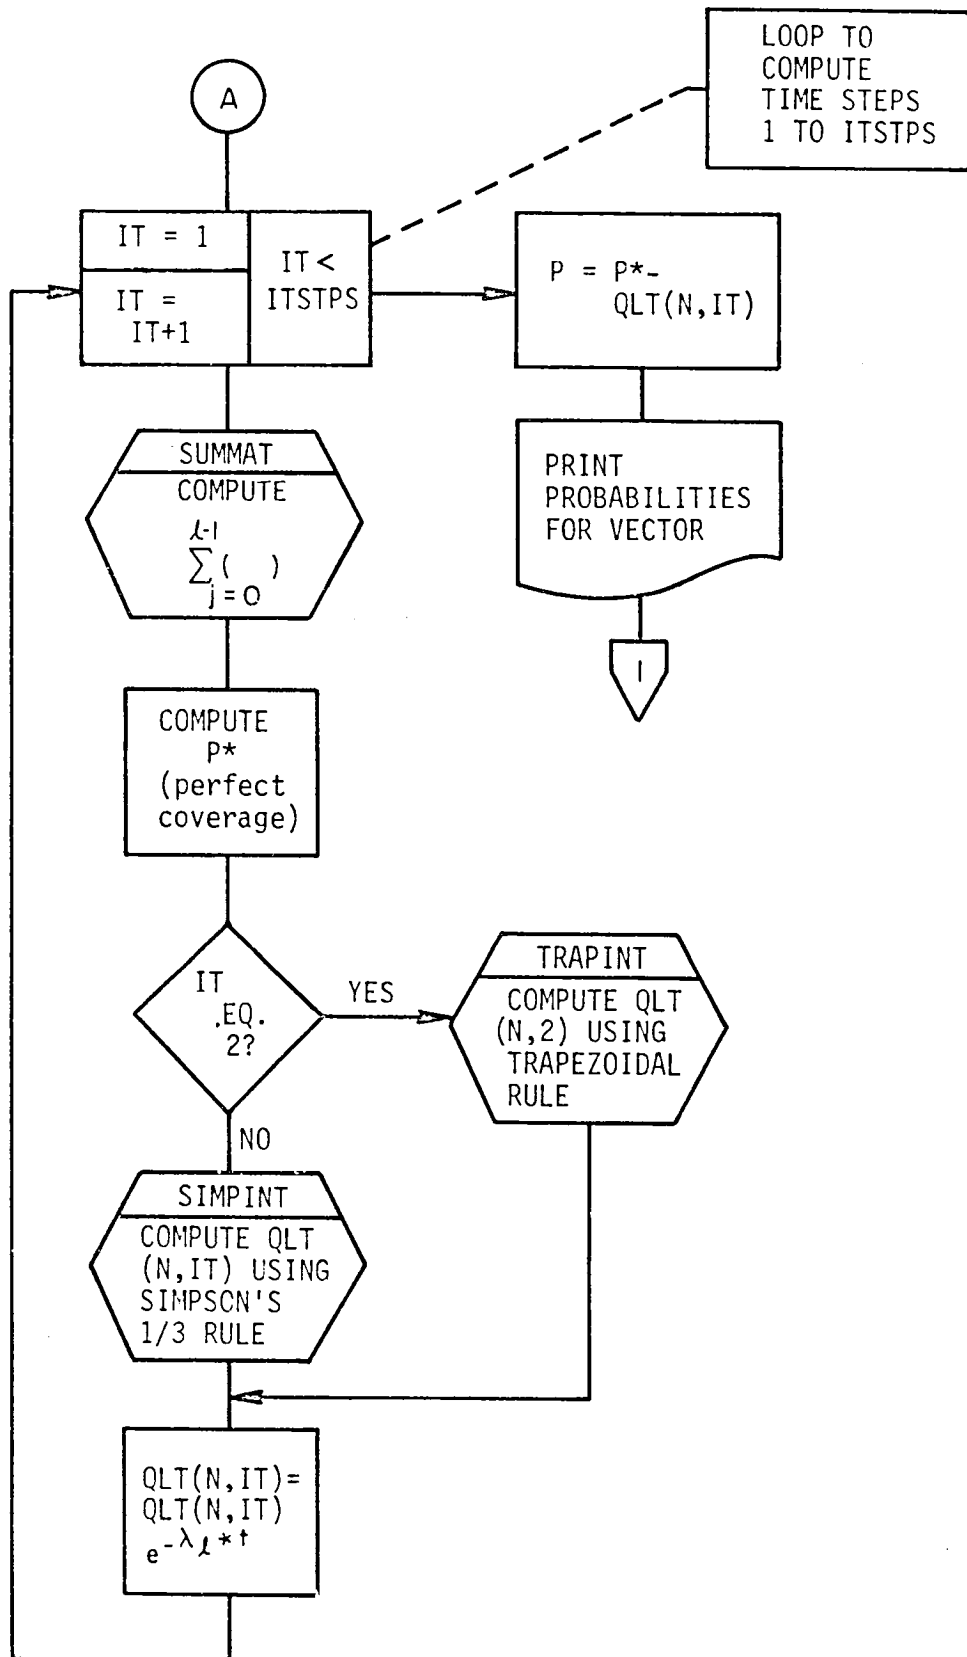 LOOP TO
COMPUTE
TIME STEPS
1 TO ITSTPS
A
IT = 1
IT =
IT+1
IT <
ITSTPS
P = P*-
QLT(N,IT)
SUMMAT
COMPUTE
ℓ-1
∑( )
j = 0
PRINT
PROBABILITIES
FOR VECTOR
1
COMPUTE
P*
(perfect
coverage)
IT
.EQ.
2?
YES
TRAPINT
COMPUTE QLT
(N,2) USING
TRAPEZOIDAL
RULE
NO
SIMPINT
COMPUTE QLT
(N,IT) USING
SIMPSON'S
1/3 RULE
QLT(N,IT)=
QLT(N,IT)
e-λℓ*t